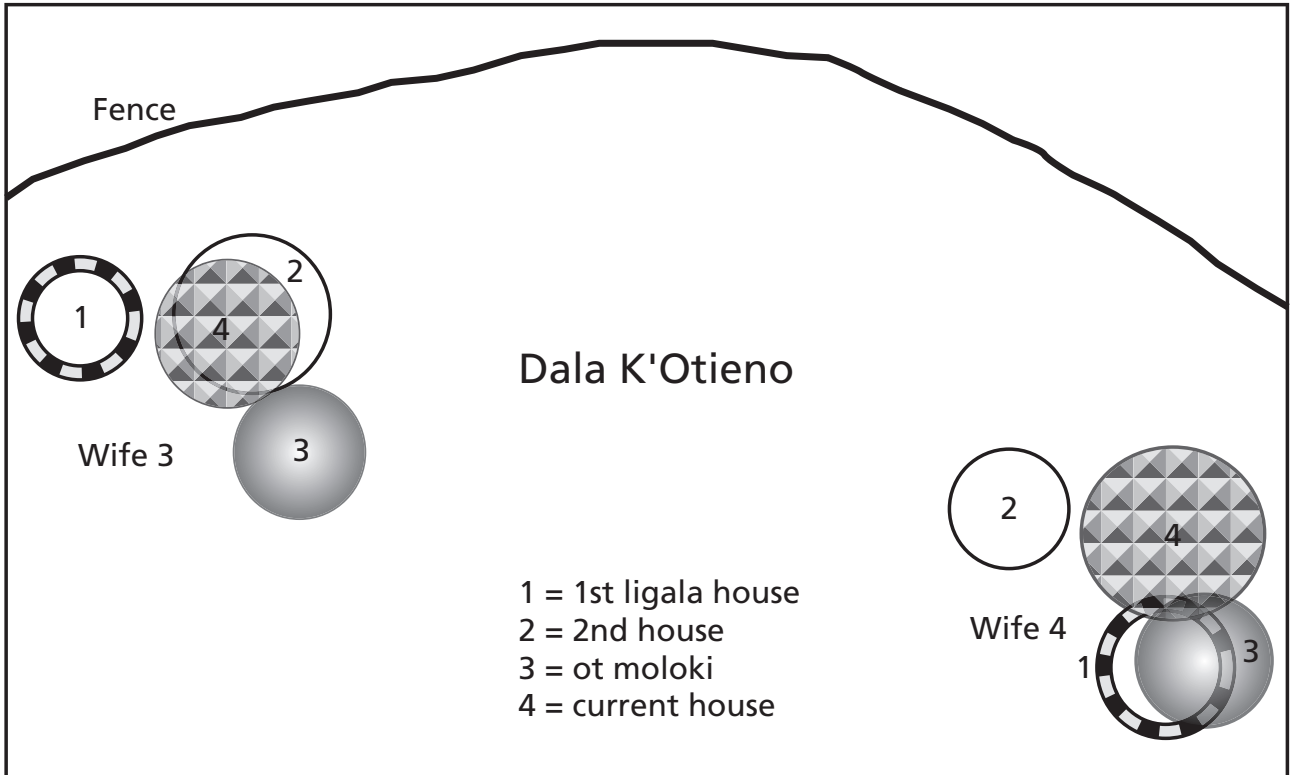 Fence
1
2
4
3
Wife 3
Dala K'Otieno
2
4
Wife 4
1
3
1 = 1st ligala house
2 = 2nd house
3 = ot moloki
4 = current house